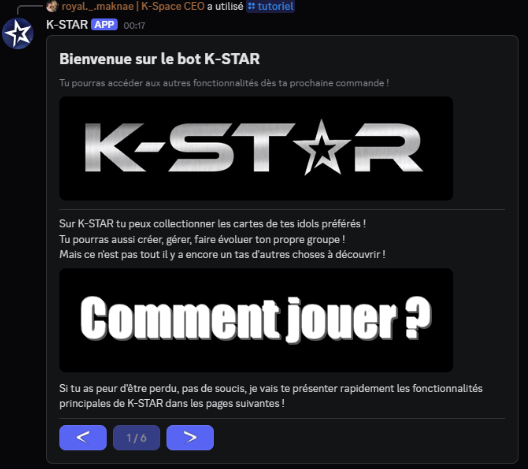 royal._.maknae | K-Space CEO a utilisé tutoriel
K-STAR APP 00:17
Bienvenue sur le bot K-STAR
Tu pourras accéder aux autres fonctionnalités dès ta prochaine commande !
K-STAR
Sur K-STAR tu peux collectionner les cartes de tes idols préférés !
Tu pourras aussi créer, gérer, faire évoluer ton propre groupe !
Mais ce n'est pas tout il y a encore un tas d'autres choses à découvrir !
Comment jouer ?
Si tu as peur d'être perdu, pas de soucis, je vais te présenter rapidement les fonctionnalités
principales de K-STAR dans les pages suivantes !
< 1 / 6 >